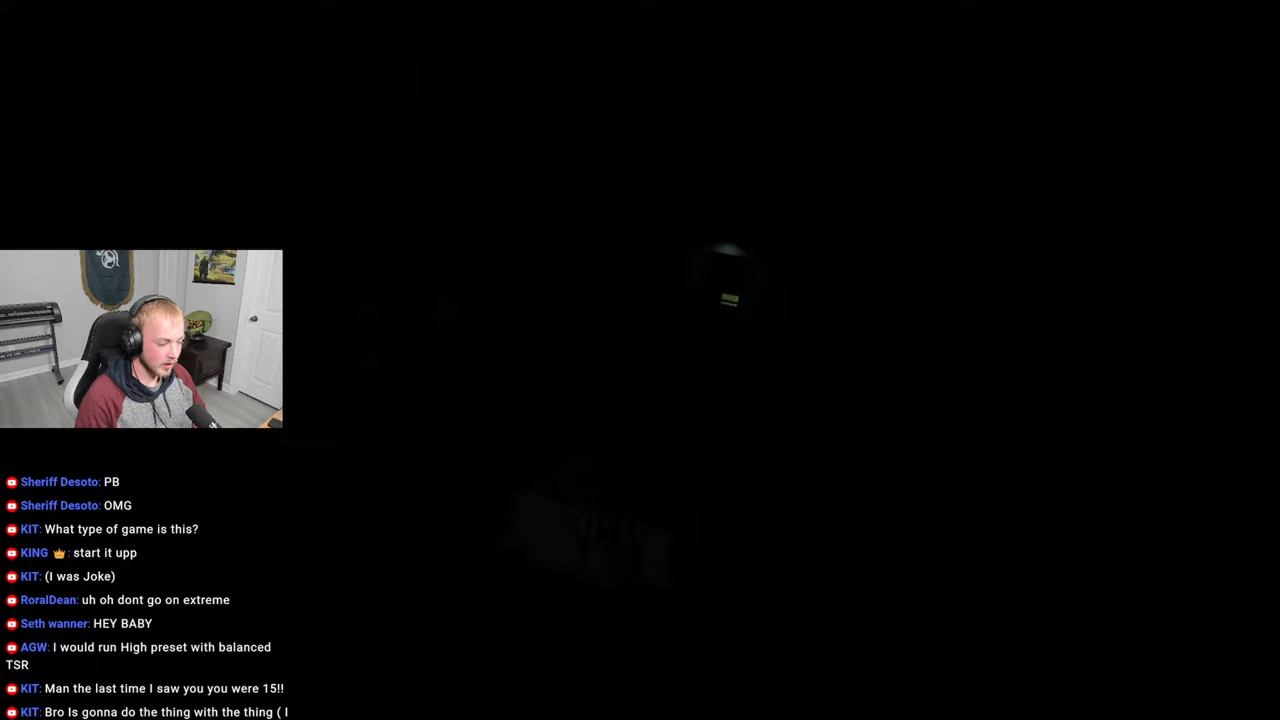 Sheriff Desoto: PB
Sheriff Desoto: OMG
KIT: What type of game is this?
KING 👑 : start it upp
KIT: (I was Joke)
RoralDean: uh oh dont go on extreme
Seth wanner: HEY BABY
AGW: I would run High preset with balanced
TSR
KIT: Man the last time I saw you you were 15!!
KIT: Bro Is gonna do the thing with the thing ( I